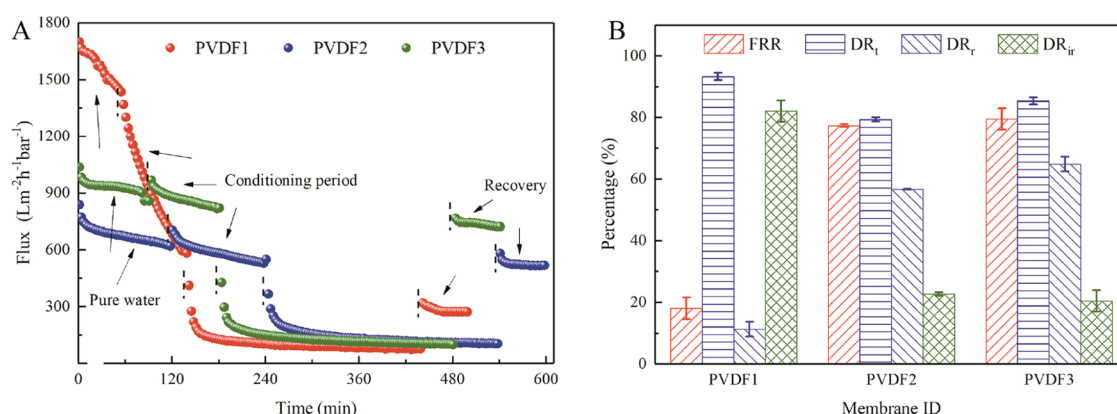 A
PVDF1 PVDF2 PVDF3
Flux (Lm⁻²h⁻¹bar⁻¹)
1800
1500
1200
900
600
300
Conditioning period
Recovery
Pure water
0 120 240 360 480 600
Time (min)
B
FRR DRt DRr DRir
Percentage (%)
100
80
60
40
20
0
PVDF1 PVDF2 PVDF3
Membrane ID